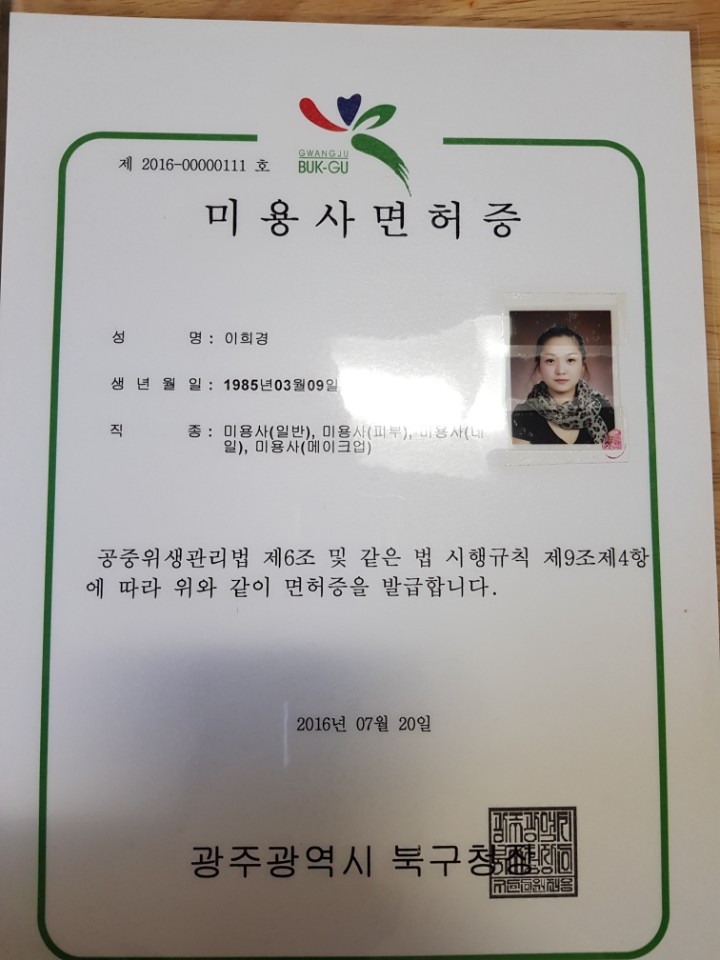 GWANGJU
BUK-GU
제 2016-00000111 호
미용사면허증
성 명 : 이희경
생 년 월 일 : 1985년03월09일
직 종 : 미용사(일반), 미용사(피부), 미용사(네
일), 미용사(메이크업)
공중위생관리법 제6조 및 같은 법 시행규칙 제9조제4항
에 따라 위와 같이 면허증을 발급합니다.
2016년 07월 20일
광주광역시 북구청장